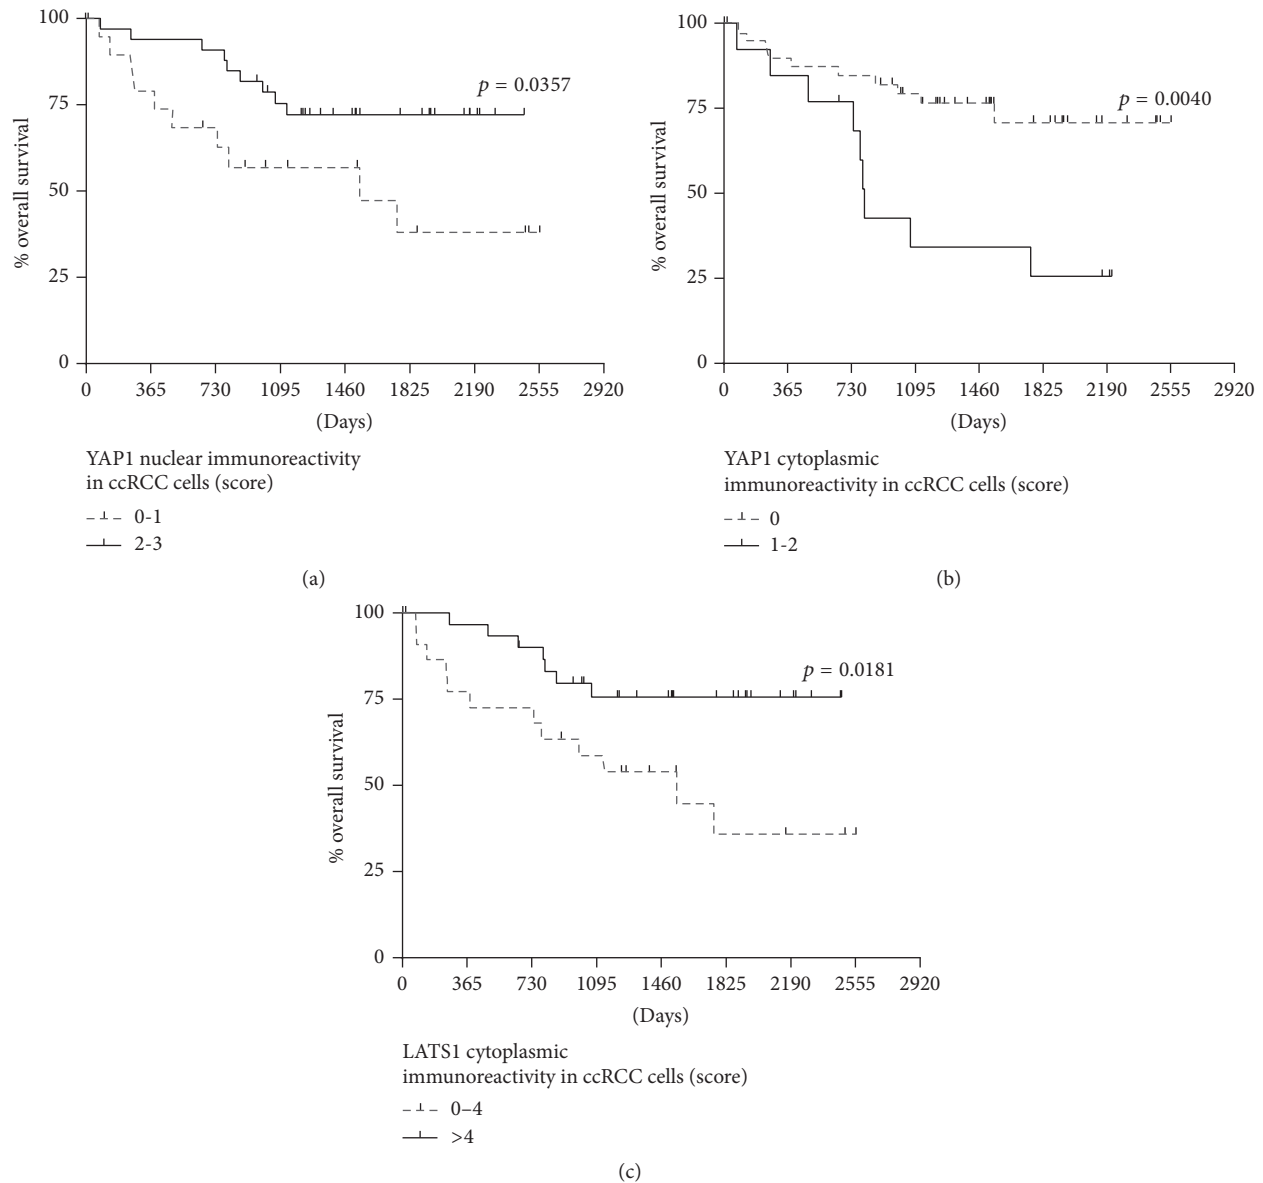 100
75
50
25
0
% overall survival
p = 0.0357
0 365 730 1095 1460 1825 2190 2555 2920
(Days)
YAP1 nuclear immunoreactivity
in ccRCC cells (score)
0-1
2-3
(a)
100
75
50
25
0
% overall survival
p = 0.0040
0 365 730 1095 1460 1825 2190 2555 2920
(Days)
YAP1 cytoplasmic
immunoreactivity in ccRCC cells (score)
0
1-2
(b)
100
75
50
25
0
% overall survival
p = 0.0181
0 365 730 1095 1460 1825 2190 2555 2920
(Days)
LATS1 cytoplasmic
immunoreactivity in ccRCC cells (score)
0–4
>4
(c)